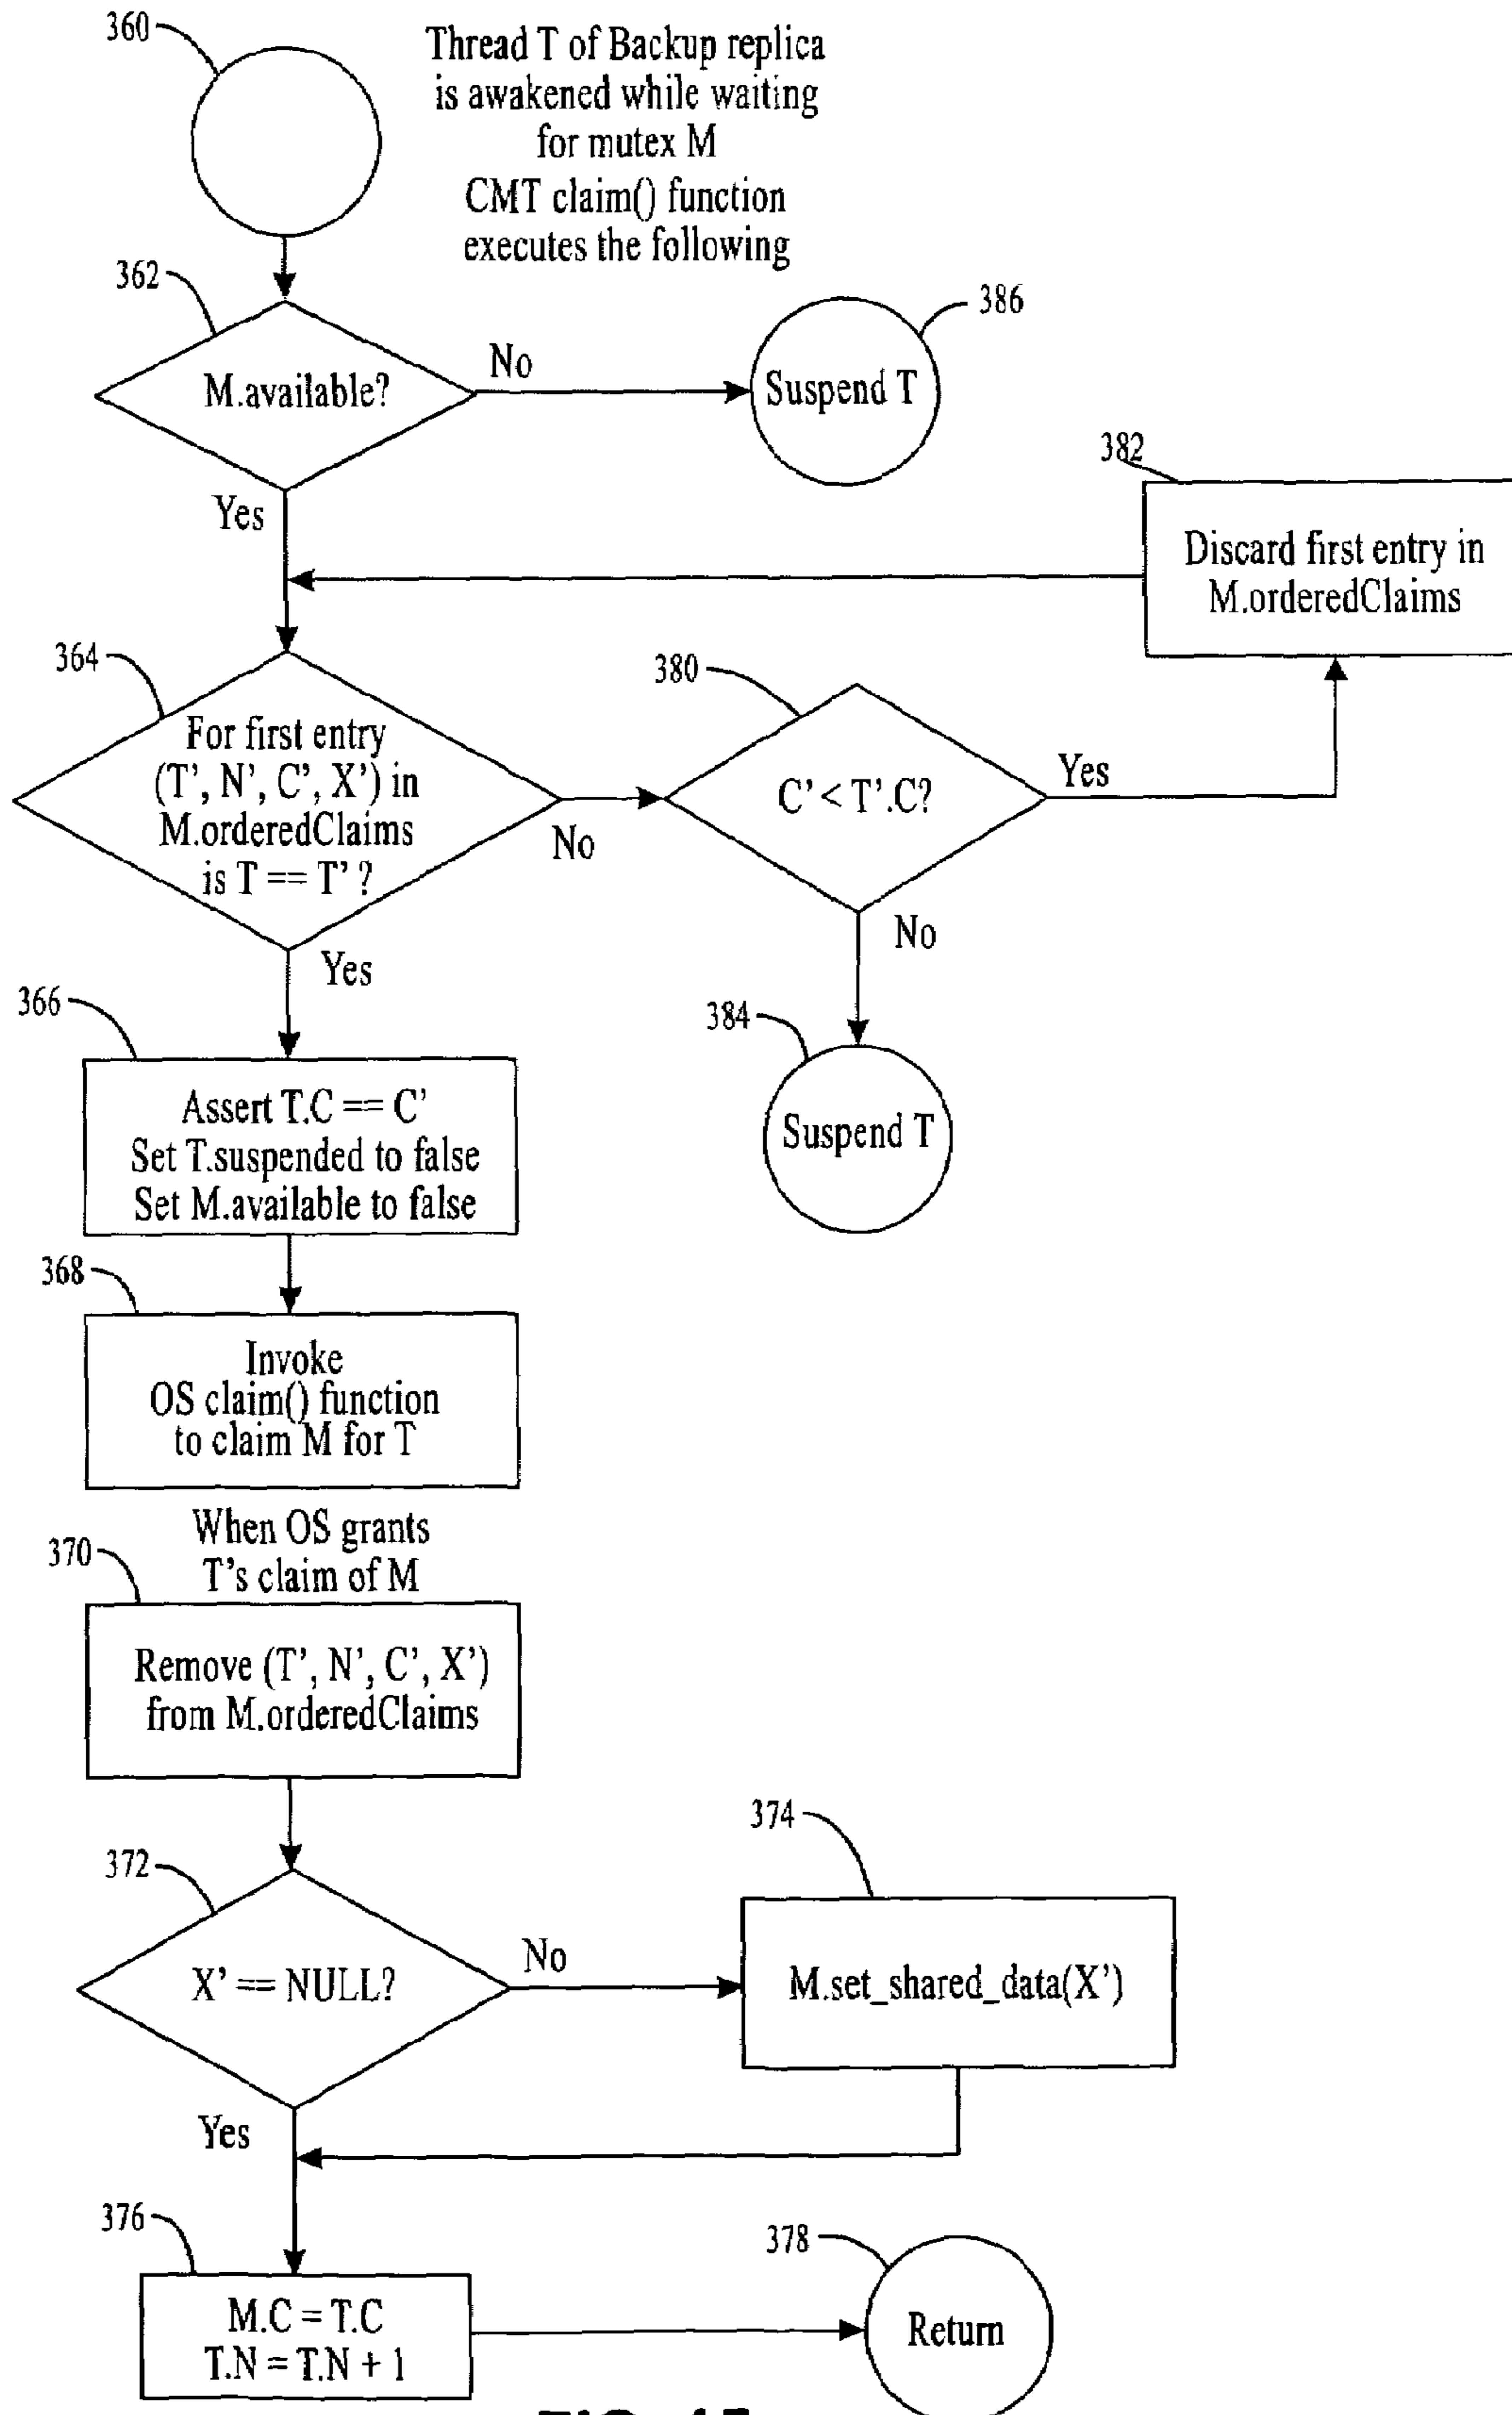 360
Thread T of Backup replica
is awakened while waiting
for mutex M
CMT claim() function
executes the following
362
M.available?
No
Suspend T
386
Yes
382
Discard first entry in
M.orderedClaims
364
For first entry
(T’, N’, C’, X’) in
M.orderedClaims
is T == T’ ?
No
380
C’ < T’.C?
Yes
No
Yes
384
Suspend T
366
Assert T.C == C’
Set T.suspended to false
Set M.available to false
368
Invoke
OS claim() function
to claim M for T
When OS grants
T’s claim of M
370
Remove (T’, N’, C’, X’)
from M.orderedClaims
372
X’ == NULL?
No
374
M.set_shared_data(X’)
Yes
376
M.C = T.C
T.N = T.N + 1
378
Return